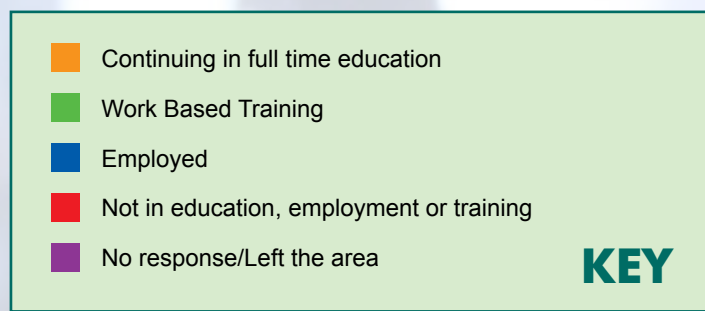 Continuing in full time education
Work Based Training
Employed
Not in education, employment or training
No response/Left the area
KEY